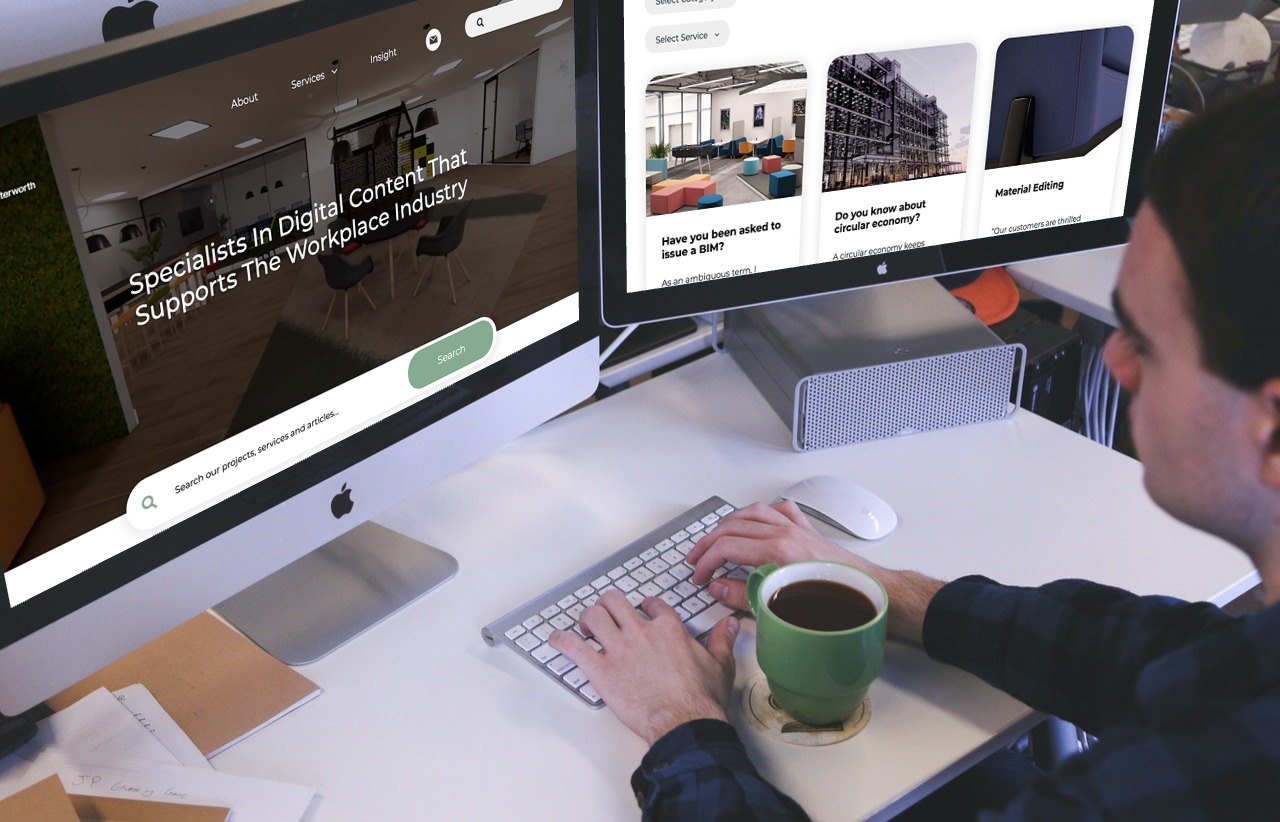 terworth
About
Services
Insight
Specialists In Digital Content That
Supports The Workplace Industry
Search our projects, services and articles...
Search
Select Category
Select Service
Have you been asked to
issue a BIM?
As an ambiguous term, I
Do you know about
circular economy?
A circular economy keeps
Material Editing
"Our customers are thrilled
JP